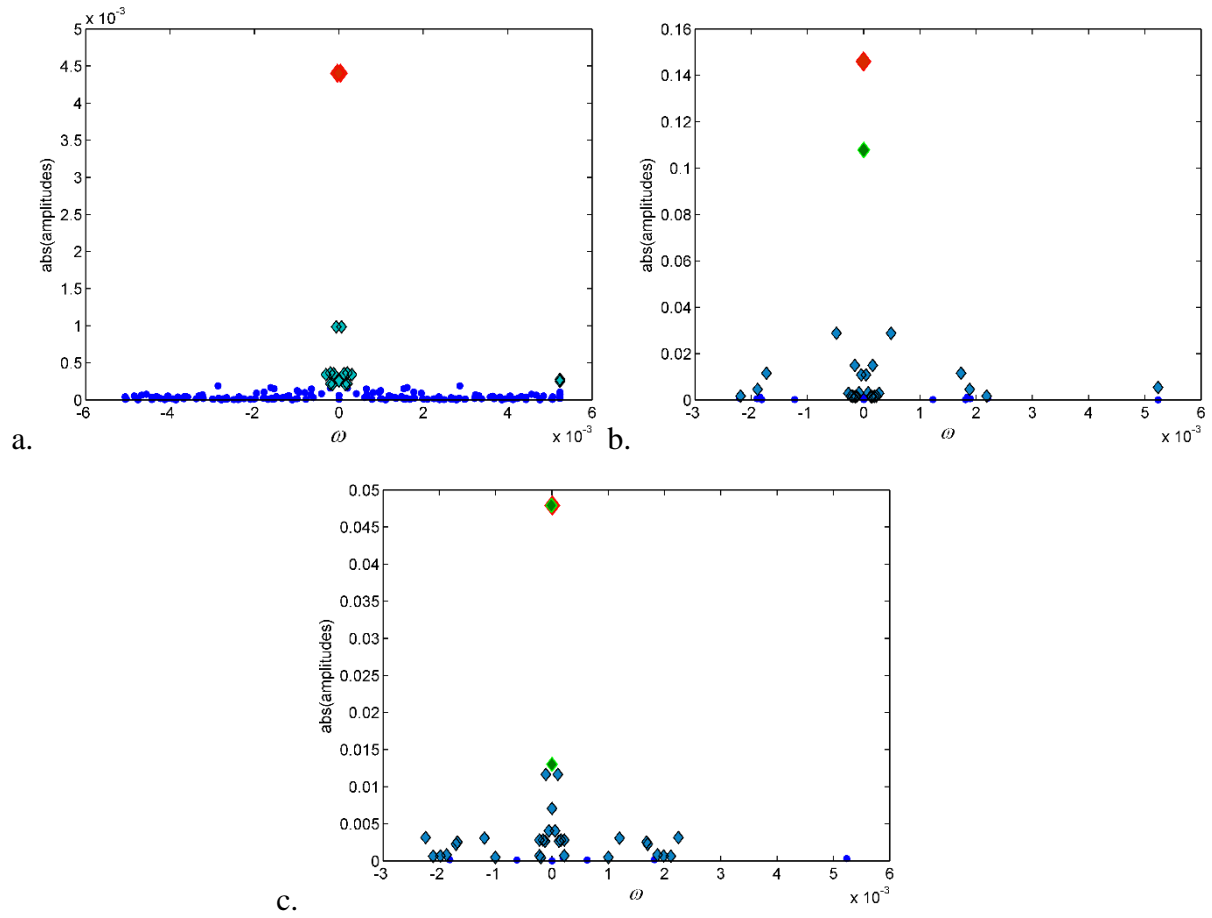 x 10⁻³
5
4.5
4
3.5
3
2.5
2
1.5
1
0.5
0
abs(amplitudes)
-6 -4 -2 0 2 4 6
ω
x 10⁻³
a.
0.16
0.14
0.12
0.1
0.08
0.06
0.04
0.02
0
abs(amplitudes)
-3 -2 -1 0 1 2 3 4 5 6
ω
x 10⁻³
b.
0.05
0.045
0.04
0.035
0.03
0.025
0.02
0.015
0.01
0.005
0
abs(amplitudes)
-3 -2 -1 0 1 2 3 4 5 6
ω
x 10⁻³
c.